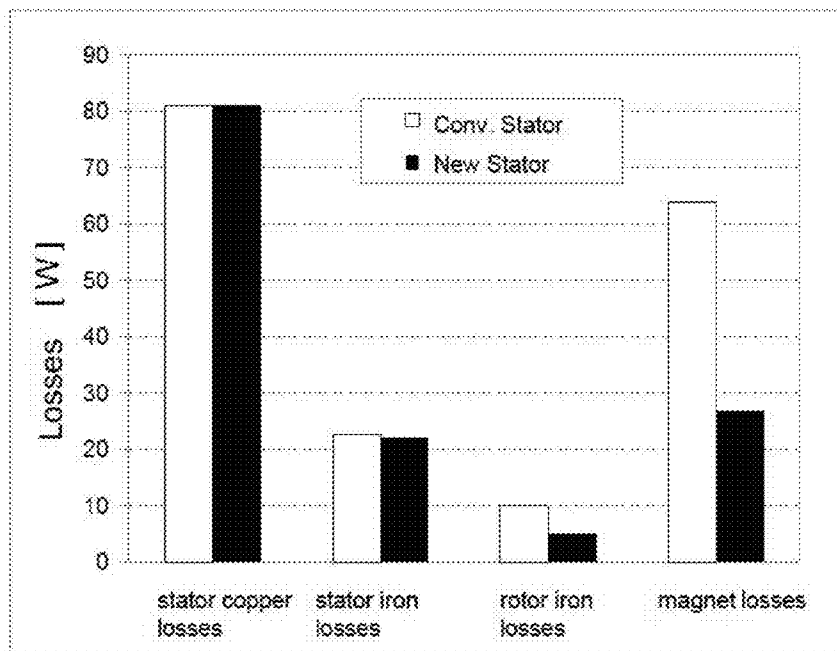 90
80
70
60
50
40
30
20
10
0
Losses [W]
Conv. Stator
New Stator
stator copper
losses
stator iron
losses
rotor iron
losses
magnet losses